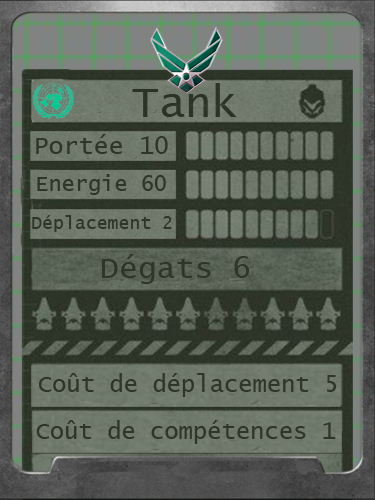 Tank
Portée 10
Energie 60
Déplacement 2
Dégats 6
Coût de déplacement 5
Coût de compétences 1